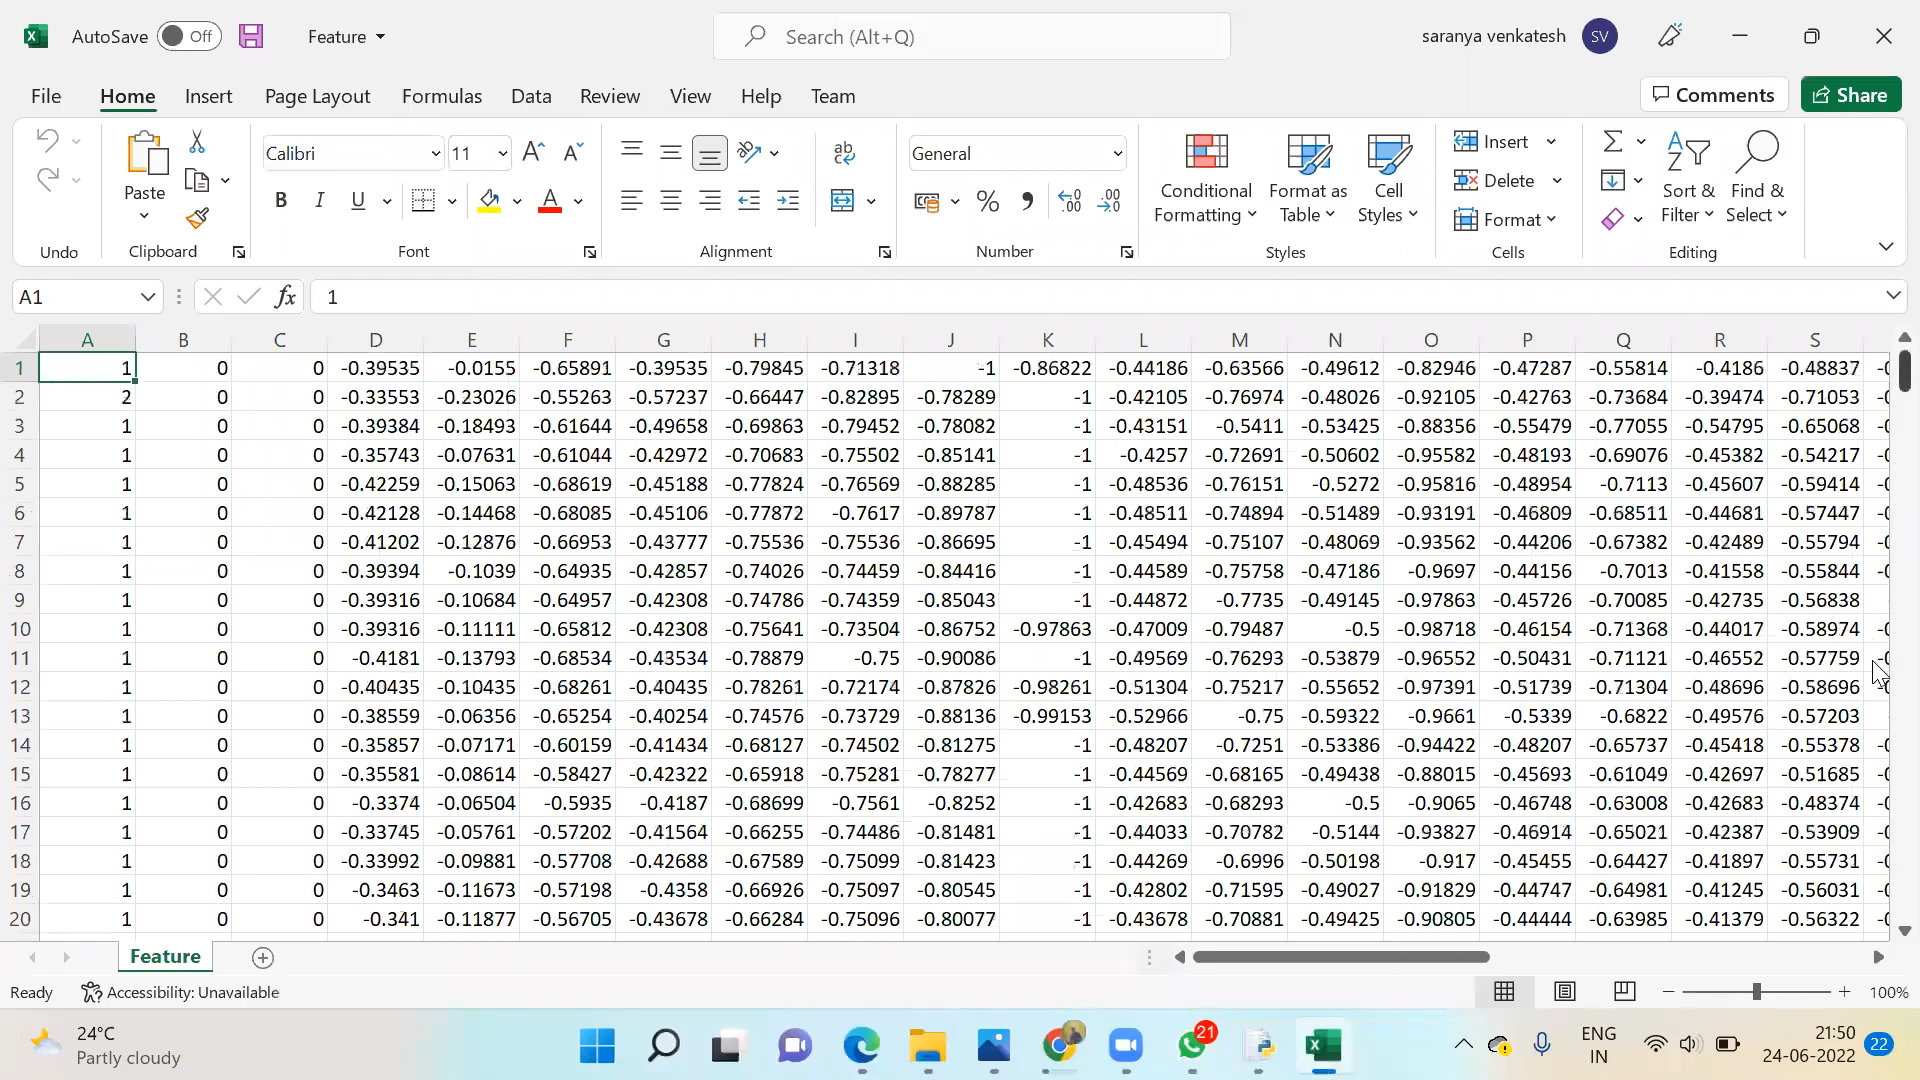 AutoSave Off Feature Search (Alt+Q) saranya venkatesh SV
File Home Insert Page Layout Formulas Data Review View Help Team Comments Share
Calibri 11 General
Paste Conditional Formatting Format as Table Cell Styles Insert Delete Format Sort & Filter Find & Select
Undo Clipboard Font Alignment Number Styles Cells Editing
A1 fx 1
A B C D E F G H I J K L M N O P Q R S
1 1 0 0 -0.39535 -0.0155 -0.65891 -0.39535 -0.79845 -0.71318 -1 -0.86822 -0.44186 -0.63566 -0.49612 -0.82946 -0.47287 -0.55814 -0.4186 -0.48837
2 2 0 0 -0.33553 -0.23026 -0.55263 -0.57237 -0.66447 -0.82895 -0.78289 -1 -0.42105 -0.76974 -0.48026 -0.92105 -0.42763 -0.73684 -0.39474 -0.71053
3 1 0 0 -0.39384 -0.18493 -0.61644 -0.49658 -0.69863 -0.79452 -0.78082 -1 -0.43151 -0.5411 -0.53425 -0.88356 -0.55479 -0.77055 -0.54795 -0.65068
4 1 0 0 -0.35743 -0.07631 -0.61044 -0.42972 -0.70683 -0.75502 -0.85141 -1 -0.4257 -0.72691 -0.50602 -0.95582 -0.48193 -0.69076 -0.45382 -0.54217
5 1 0 0 -0.42259 -0.15063 -0.68619 -0.45188 -0.77824 -0.76569 -0.88285 -1 -0.48536 -0.76151 -0.5272 -0.95816 -0.48954 -0.7113 -0.45607 -0.59414
6 1 0 0 -0.42128 -0.14468 -0.68085 -0.45106 -0.77872 -0.7617 -0.89787 -1 -0.48511 -0.74894 -0.51489 -0.93191 -0.46809 -0.68511 -0.44681 -0.57447
7 1 0 0 -0.41202 -0.12876 -0.66953 -0.43777 -0.75536 -0.75536 -0.86695 -1 -0.45494 -0.75107 -0.48069 -0.93562 -0.44206 -0.67382 -0.42489 -0.55794
8 1 0 0 -0.39394 -0.1039 -0.64935 -0.42857 -0.74026 -0.74459 -0.84416 -1 -0.44589 -0.75758 -0.47186 -0.9697 -0.44156 -0.7013 -0.41558 -0.55844
9 1 0 0 -0.39316 -0.10684 -0.64957 -0.42308 -0.74786 -0.74359 -0.85043 -1 -0.44872 -0.7735 -0.49145 -0.97863 -0.45726 -0.70085 -0.42735 -0.56838
10 1 0 0 -0.39316 -0.11111 -0.65812 -0.42308 -0.75641 -0.73504 -0.86752 -0.97863 -0.47009 -0.79487 -0.5 -0.98718 -0.46154 -0.71368 -0.44017 -0.58974
11 1 0 0 -0.4181 -0.13793 -0.68534 -0.43534 -0.78879 -0.75 -0.90086 -1 -0.49569 -0.76293 -0.53879 -0.96552 -0.50431 -0.71121 -0.46552 -0.57759
12 1 0 0 -0.40435 -0.10435 -0.68261 -0.40435 -0.78261 -0.72174 -0.87826 -0.98261 -0.51304 -0.75217 -0.55652 -0.97391 -0.51739 -0.71304 -0.48696 -0.58696
13 1 0 0 -0.38559 -0.06356 -0.65254 -0.40254 -0.74576 -0.73729 -0.88136 -0.99153 -0.52966 -0.75 -0.59322 -0.9661 -0.5339 -0.6822 -0.49576 -0.57203
14 1 0 0 -0.35857 -0.07171 -0.60159 -0.41434 -0.68127 -0.74502 -0.81275 -1 -0.48207 -0.7251 -0.53386 -0.94422 -0.48207 -0.65737 -0.45418 -0.55378
15 1 0 0 -0.35581 -0.08614 -0.58427 -0.42322 -0.65918 -0.75281 -0.78277 -1 -0.44569 -0.68165 -0.49438 -0.88015 -0.45693 -0.61049 -0.42697 -0.51685
16 1 0 0 -0.3374 -0.06504 -0.5935 -0.4187 -0.68699 -0.7561 -0.8252 -1 -0.42683 -0.68293 -0.5 -0.9065 -0.46748 -0.63008 -0.42683 -0.48374
17 1 0 0 -0.33745 -0.05761 -0.57202 -0.41564 -0.66255 -0.74486 -0.81481 -1 -0.44033 -0.70782 -0.5144 -0.93827 -0.46914 -0.65021 -0.42387 -0.53909
18 1 0 0 -0.33992 -0.09881 -0.57708 -0.42688 -0.67589 -0.75099 -0.81423 -1 -0.44269 -0.6996 -0.50198 -0.917 -0.45455 -0.64427 -0.41897 -0.55731
19 1 0 0 -0.3463 -0.11673 -0.57198 -0.4358 -0.66926 -0.75097 -0.80545 -1 -0.42802 -0.71595 -0.49027 -0.91829 -0.44747 -0.64981 -0.41245 -0.56031
20 1 0 0 -0.341 -0.11877 -0.56705 -0.43678 -0.66284 -0.75096 -0.80077 -1 -0.43678 -0.70881 -0.49425 -0.90805 -0.44444 -0.63985 -0.41379 -0.56322
Feature
Ready Accessibility: Unavailable 100%
24°C
Partly cloudy
21
ENG
IN
21:50
24-06-2022
22